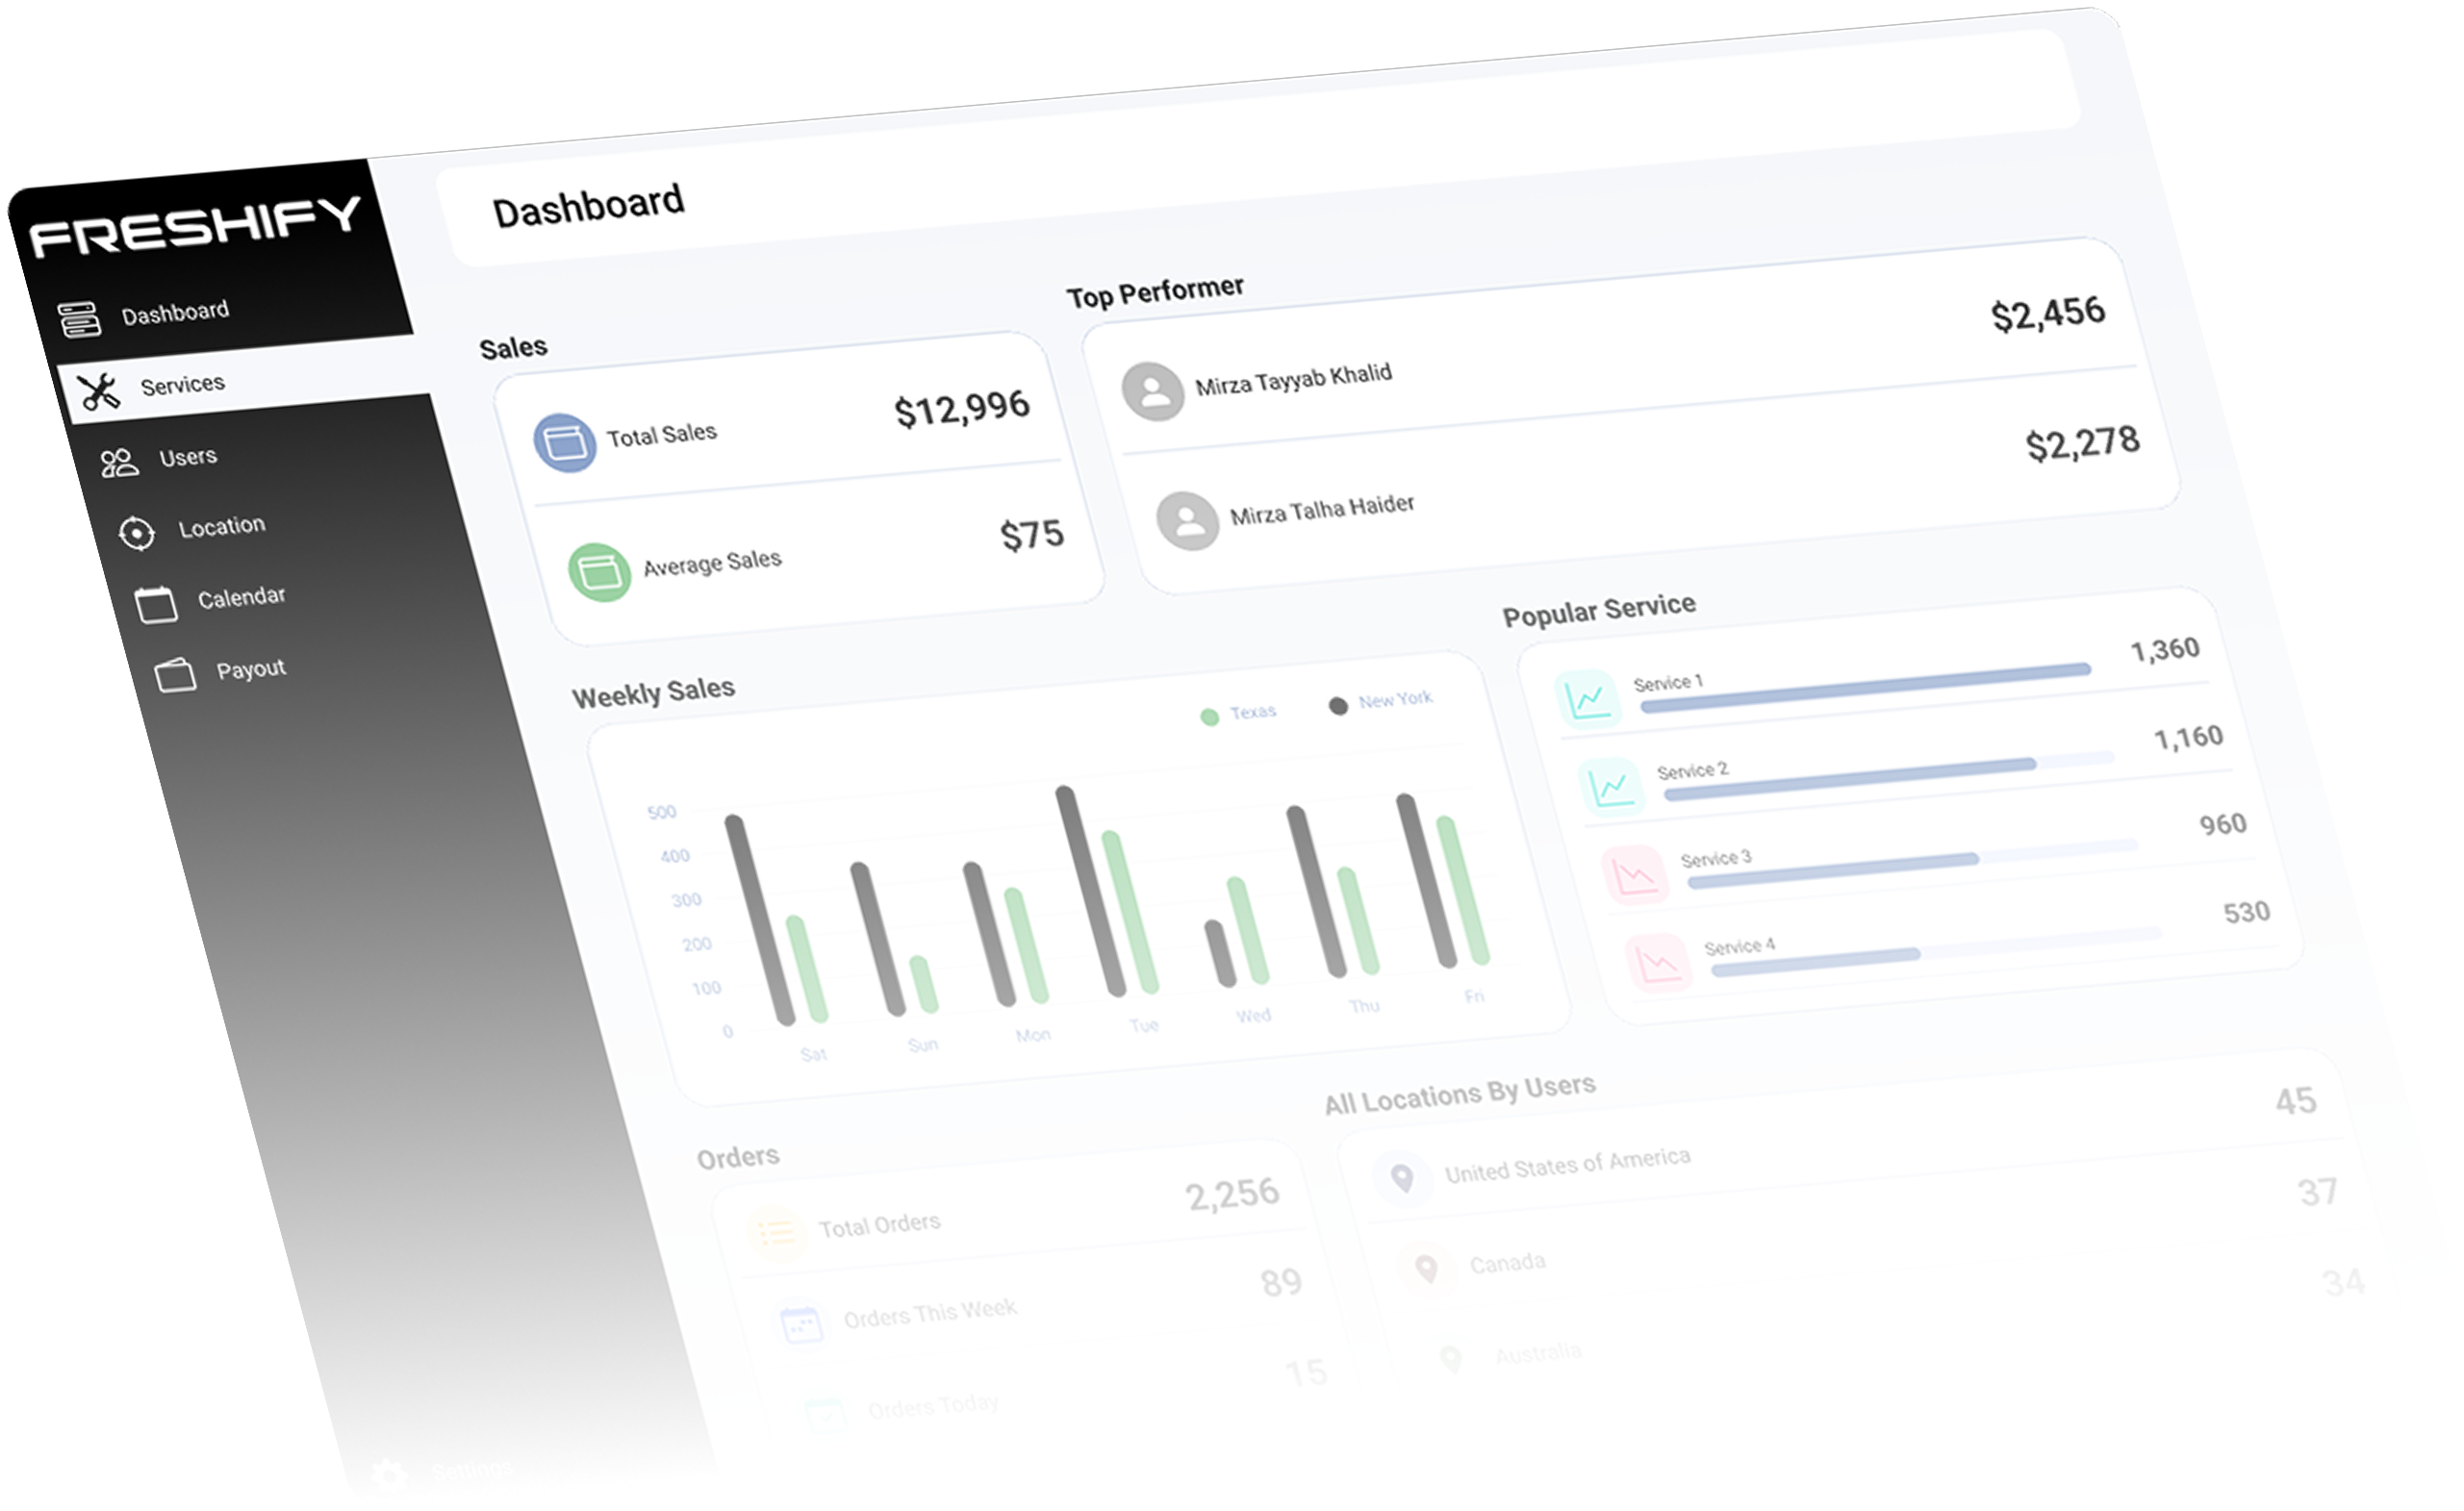 FRESHIFY
Dashboard
Services
Users
Location
Calendar
Payout
Settings
Dashboard
Sales
Total Sales $12,996
Average Sales $75
Top Performer
Mirza Tayyab Khalid $2,456
Mirza Talha Haider $2,278
Weekly Sales
Texas New York
500
400
300
200
100
0
Sat Sun Mon Tue Wed Thu Fri
Popular Service
Service 1 1,360
Service 2 1,160
Service 3 960
Service 4 530
Orders
Total Orders 2,256
Orders This Week 89
Orders Today 15
All Locations By Users
United States of America 45
Canada 37
Australia 34